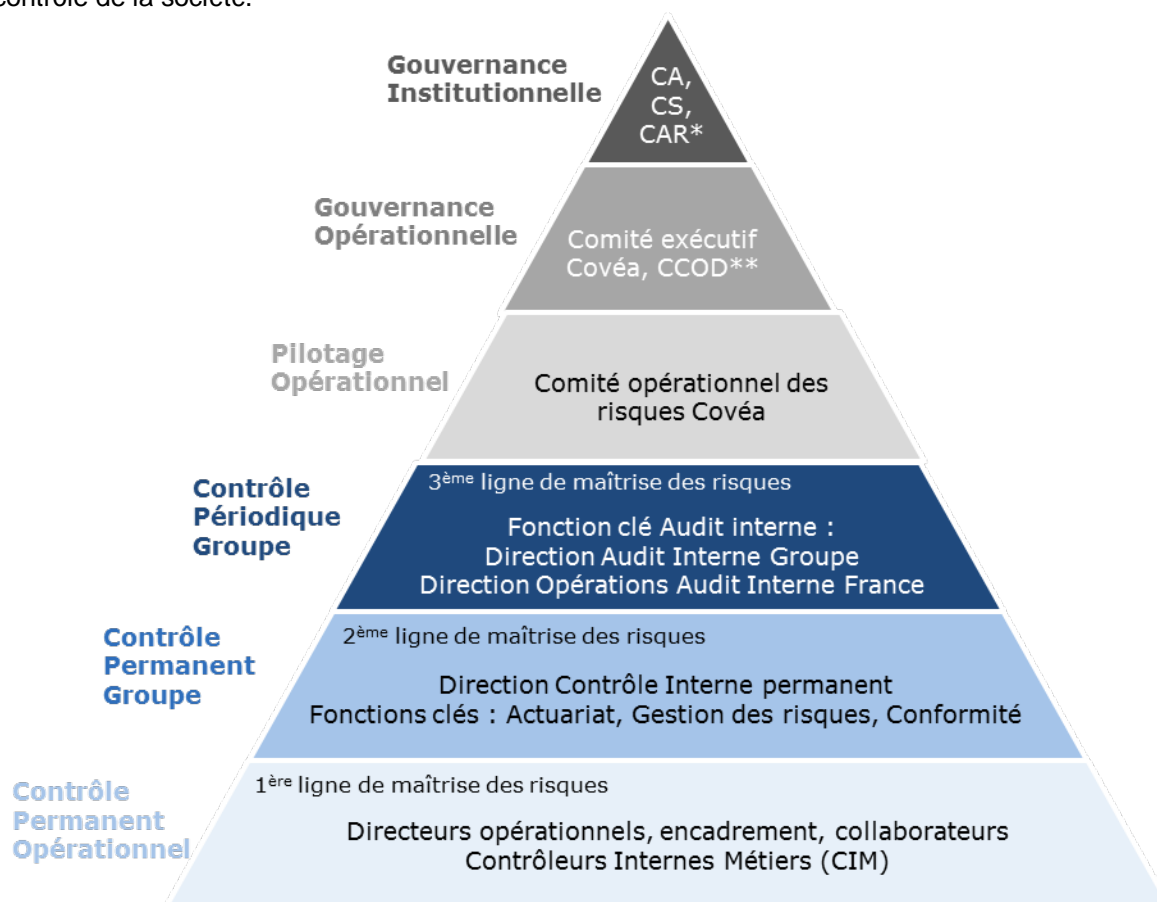 contrôle de la société.
Gouvernance
Institutionnelle
CA,
CS,
CAR*
Gouvernance
Opérationnelle
Comité exécutif
Covéa, CCOD**
Pilotage
Opérationnel
Comité opérationnel des
risques Covéa
Contrôle
Périodique
Groupe
3ème ligne de maîtrise des risques
Fonction clé Audit interne :
Direction Audit Interne Groupe
Direction Opérations Audit Interne France
Contrôle
Permanent
Groupe
2ème ligne de maîtrise des risques
Direction Contrôle Interne permanent
Fonctions clés : Actuariat, Gestion des risques, Conformité
Contrôle
Permanent
Opérationnel
1ère ligne de maîtrise des risques
Directeurs opérationnels, encadrement, collaborateurs
Contrôleurs Internes Métiers (CIM)